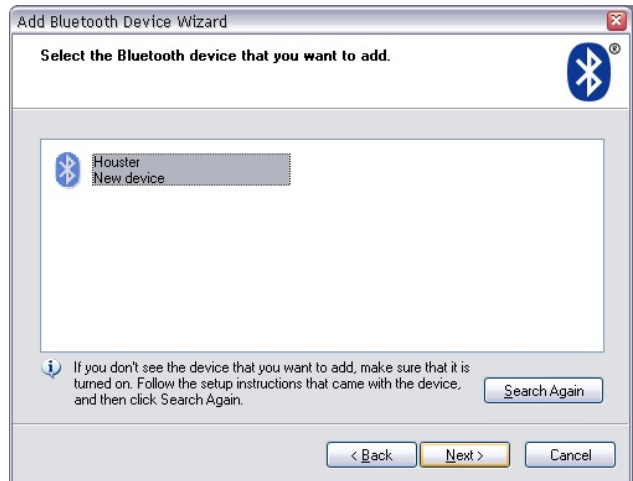 Add Bluetooth Device Wizard
Select the Bluetooth device that you want to add.
®
Houster
New device
If you don't see the device that you want to add, make sure that it is
turned on. Follow the setup instructions that came with the device,
and then click Search Again.
Search Again
< Back
Next >
Cancel